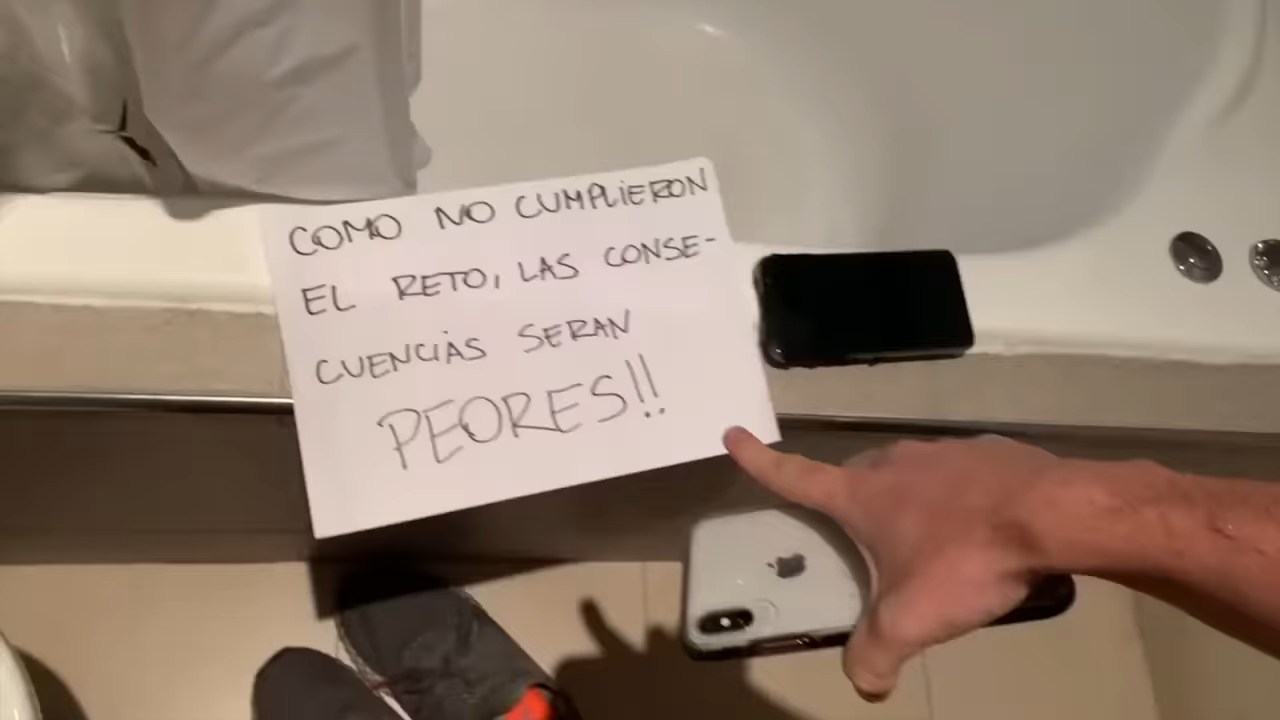 COMO NO CUMPLIERON
EL RETO, LAS CONSE-
CUENCIAS SERAN
PEORES!!